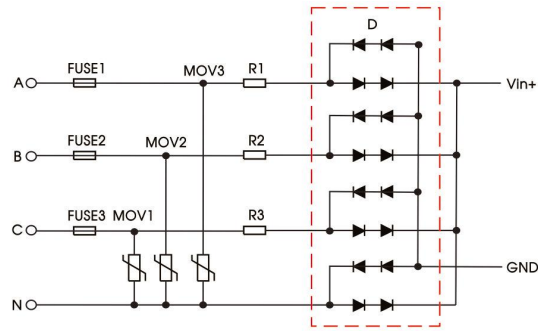 D
FUSE1
MOV3
R1
A
Vin+
FUSE2
MOV2
R2
B
FUSE3
MOV1
R3
C
GND
N